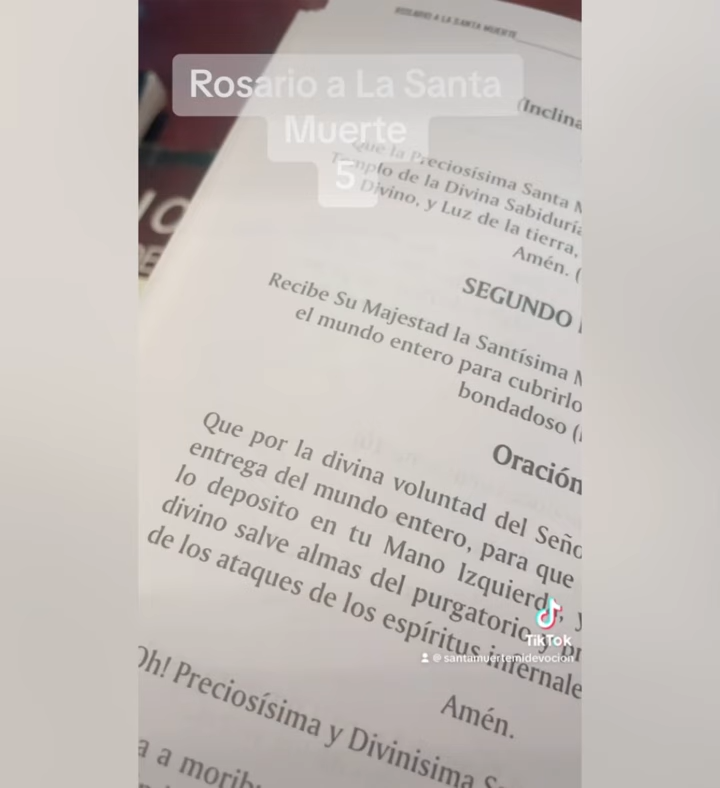 ROSARIO A LA SANTA MUERTE
Rosario a La Santa
Muerte
5
(Inclina
Que la Preciosísima Santa M
Templo de la Divina Sabiduría
Divino, y Luz de la tierra,
Amén. (
SEGUNDO
Recibe Su Majestad la Santísima M
el mundo entero para cubrirlo
bondadoso (
Oración
Que por la divina voluntad del Seño
entrega del mundo entero, para que
lo deposito en tu Mano Izquierda, y
divino salve almas del purgatorio y pr
de los ataques de los espíritus infernale
Amén.
Oh! Preciosísima y Divinisima S
a a morib
TikTok
@santamuertemidevocion